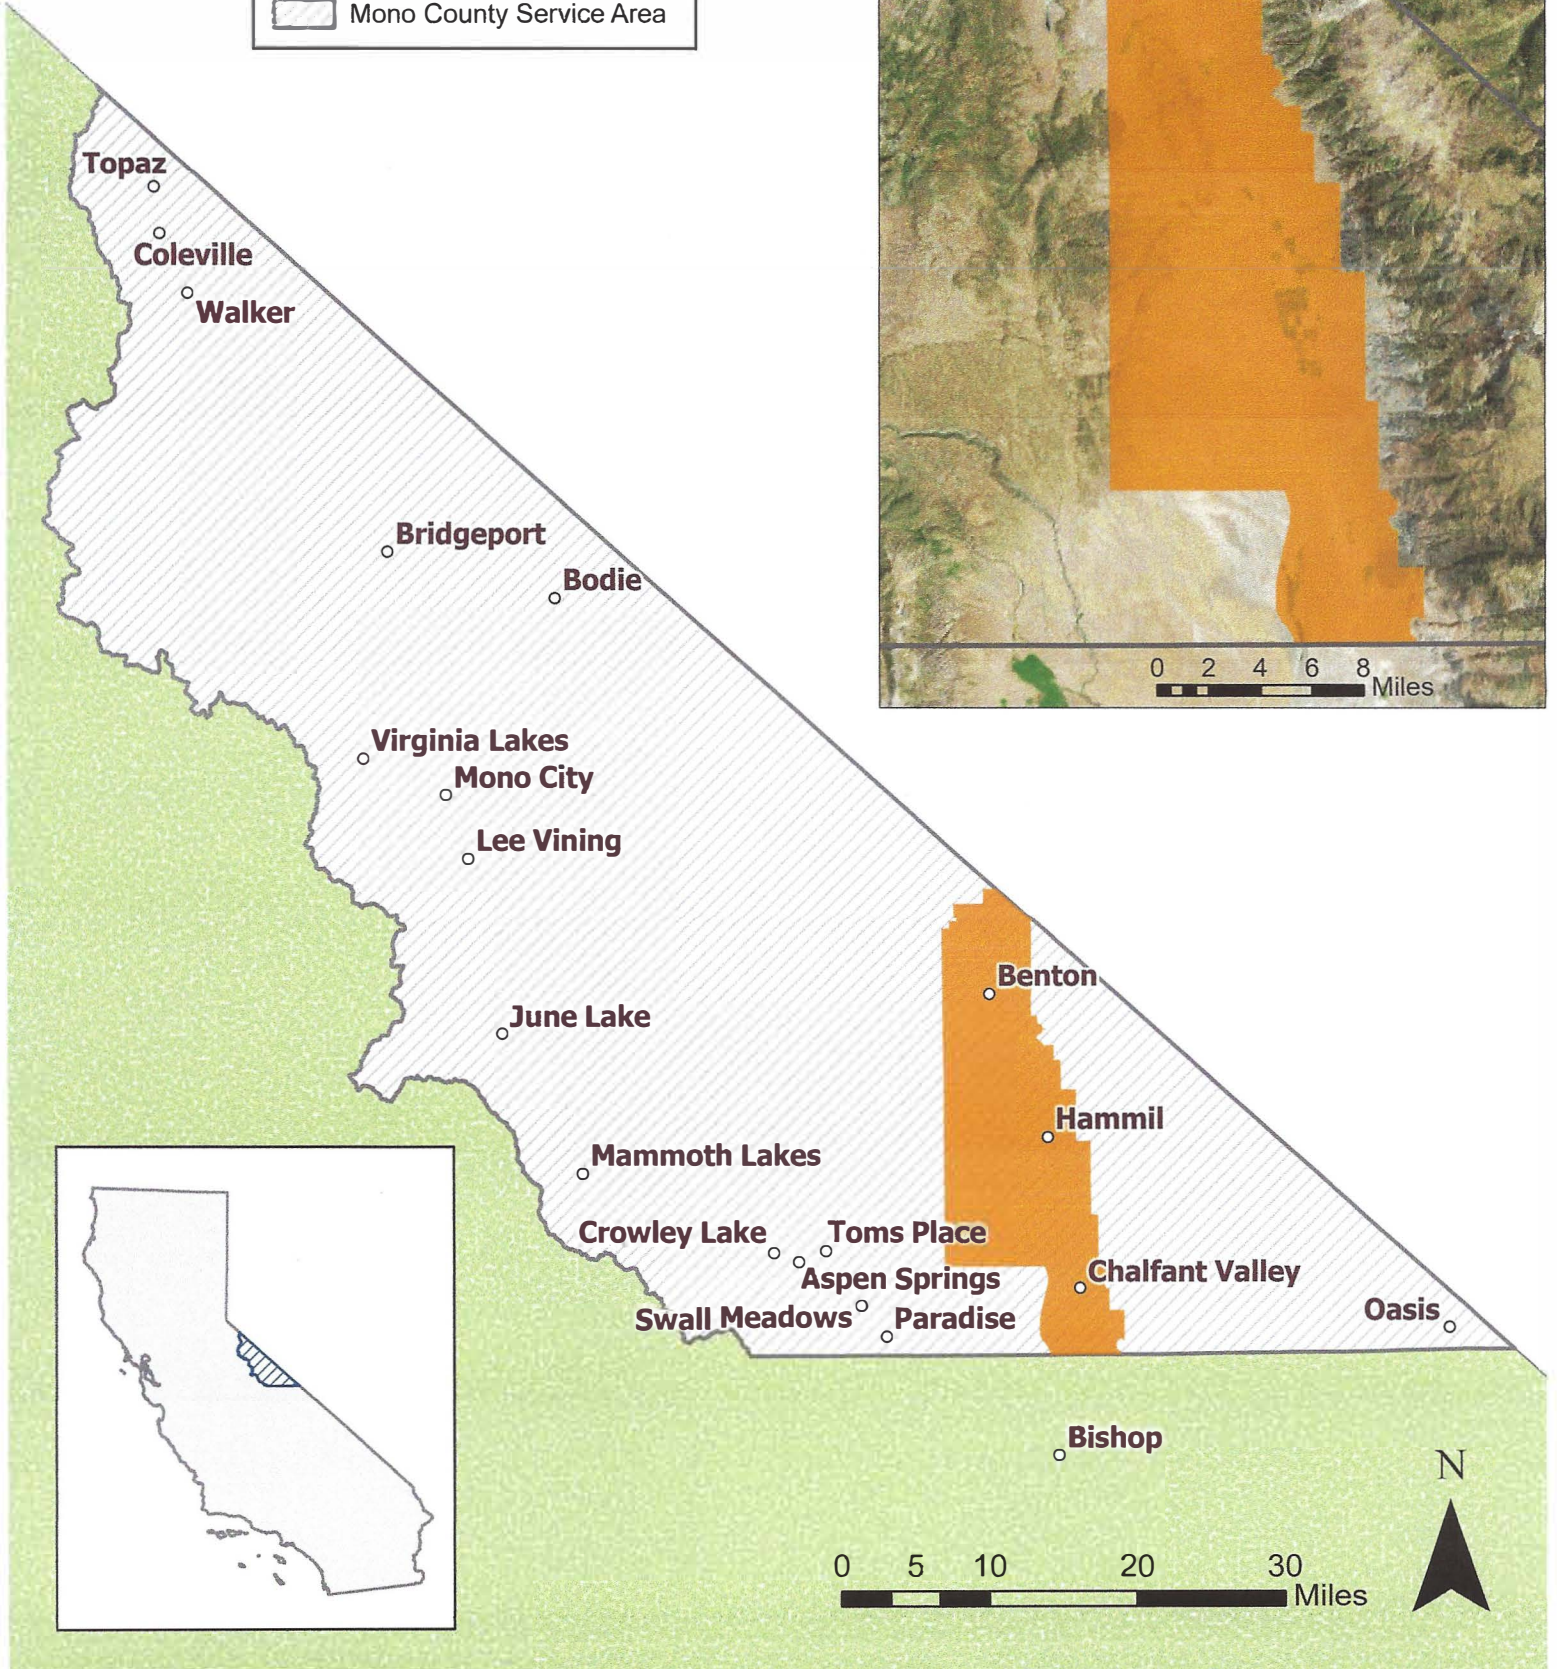 Mono County Service Area
Topaz
Coleville
Walker
Bridgeport
Bodie
0 2 4 6 8
Miles
Virginia Lakes
Mono City
Lee Vining
Benton
June Lake
Hammil
Mammoth Lakes
Crowley Lake
Toms Place
Aspen Springs
Chalfant Valley
Swall Meadows
Paradise
Oasis
Bishop
N
0 5 10 20 30
Miles